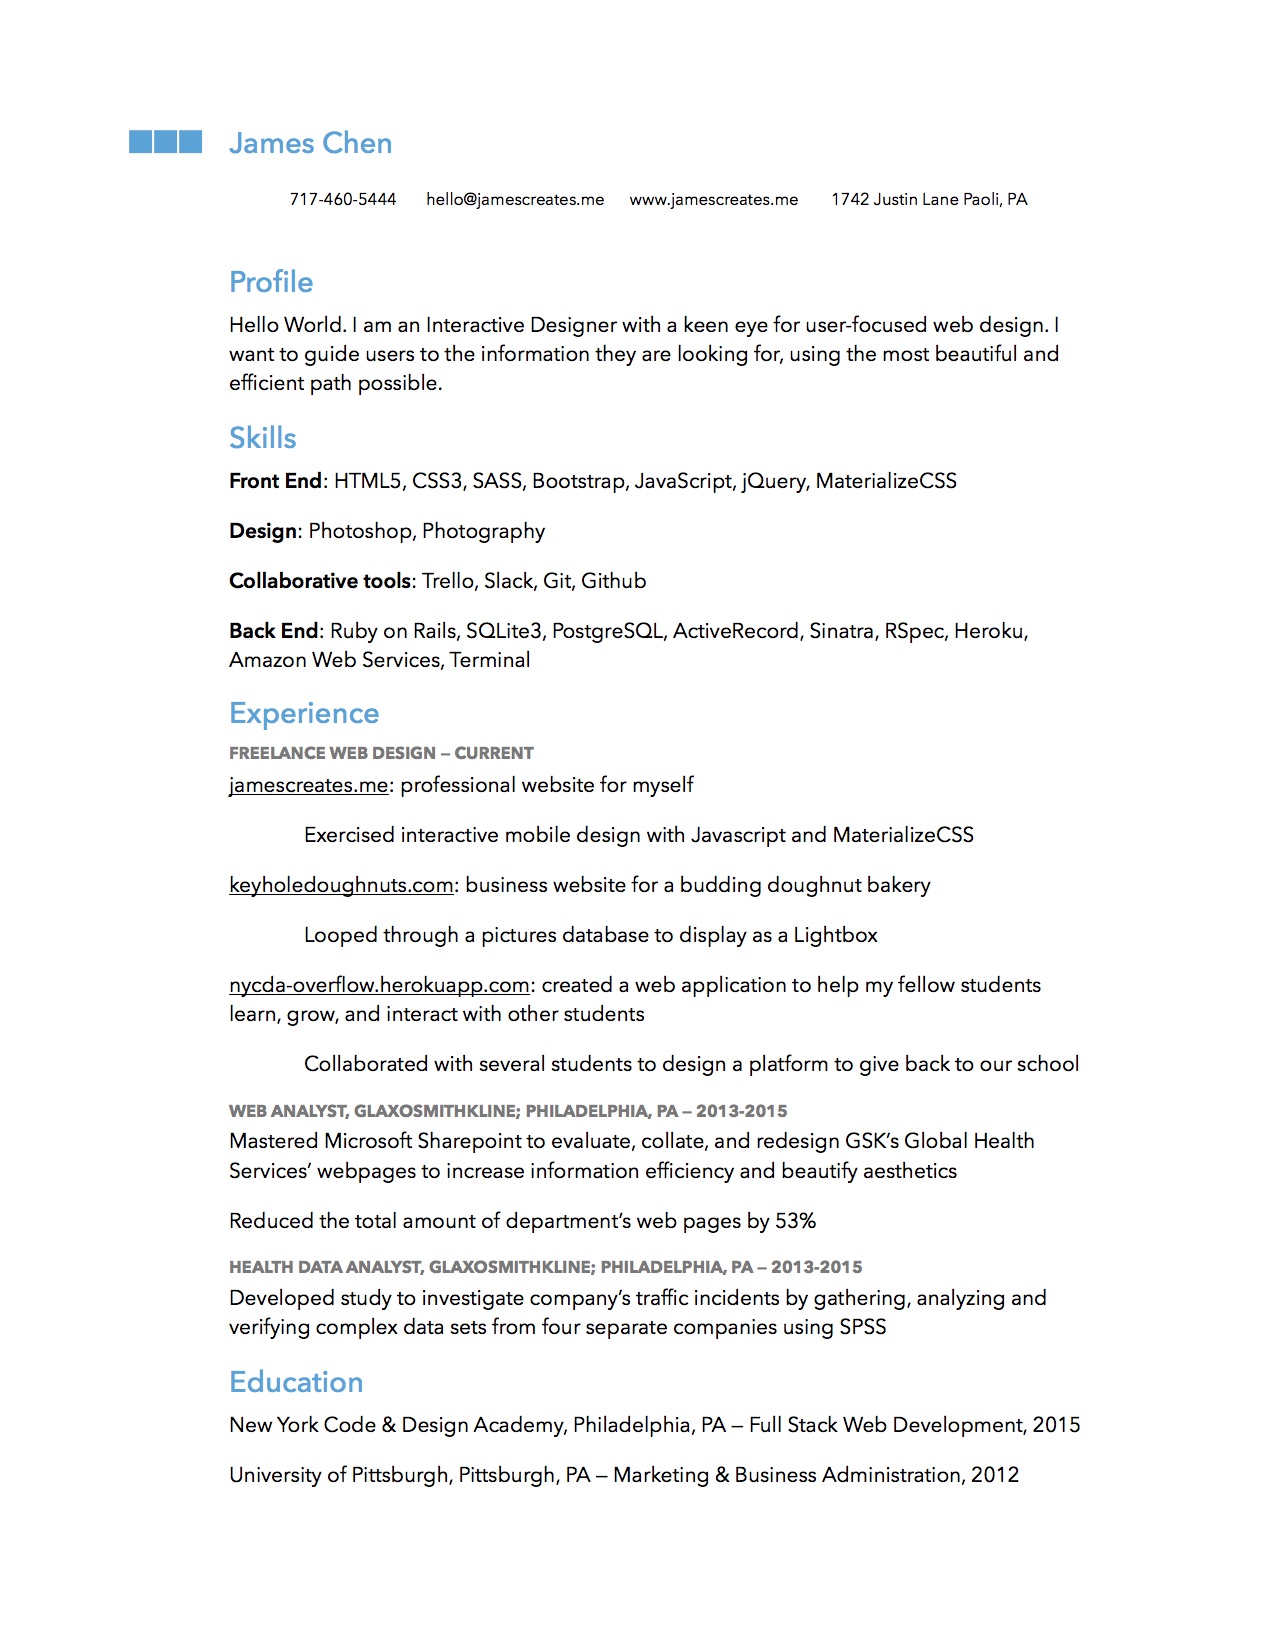 James Chen
717-460-5444 hello@jamescreates.me www.jamescreates.me 1742 Justin Lane Paoli, PA
Profile
Hello World. I am an Interactive Designer with a keen eye for user-focused web design. I
want to guide users to the information they are looking for, using the most beautiful and
efficient path possible.
Skills
Front End: HTML5, CSS3, SASS, Bootstrap, JavaScript, jQuery, MaterializeCSS
Design: Photoshop, Photography
Collaborative tools: Trello, Slack, Git, Github
Back End: Ruby on Rails, SQLite3, PostgreSQL, ActiveRecord, Sinatra, RSpec, Heroku,
Amazon Web Services, Terminal
Experience
FREELANCE WEB DESIGN – CURRENT
jamescreates.me: professional website for myself
Exercised interactive mobile design with Javascript and MaterializeCSS
keyholedoughnuts.com: business website for a budding doughnut bakery
Looped through a pictures database to display as a Lightbox
nycda-overflow.herokuapp.com: created a web application to help my fellow students
learn, grow, and interact with other students
Collaborated with several students to design a platform to give back to our school
WEB ANALYST, GLAXOSMITHKLINE; PHILADELPHIA, PA – 2013-2015
Mastered Microsoft Sharepoint to evaluate, collate, and redesign GSK’s Global Health
Services’ webpages to increase information efficiency and beautify aesthetics
Reduced the total amount of department’s web pages by 53%
HEALTH DATA ANALYST, GLAXOSMITHKLINE; PHILADELPHIA, PA – 2013-2015
Developed study to investigate company’s traffic incidents by gathering, analyzing and
verifying complex data sets from four separate companies using SPSS
Education
New York Code & Design Academy, Philadelphia, PA – Full Stack Web Development, 2015
University of Pittsburgh, Pittsburgh, PA – Marketing & Business Administration, 2012